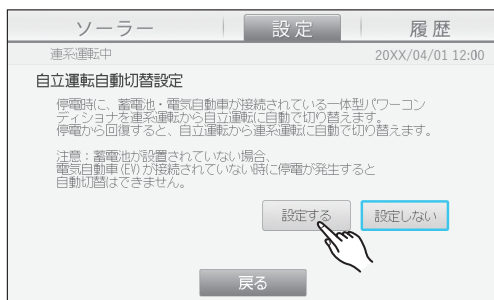 ソーラー 設定 履歴
連系運転中 20XX/04/01 12:00
自立運転自動切替設定
停電時に、蓄電池・電気自動車が接続されている一体型パワーコン
ディショナを連系運転から自立運転に自動で切り替えます。
停電から回復すると、自立運転から連系運転に自動で切り替えます。
注意：蓄電池が設置されていない場合、
電気自動車(EV)が接続されていない時に停電が発生すると
自動切替はできません。
設定する 設定しない
戻る